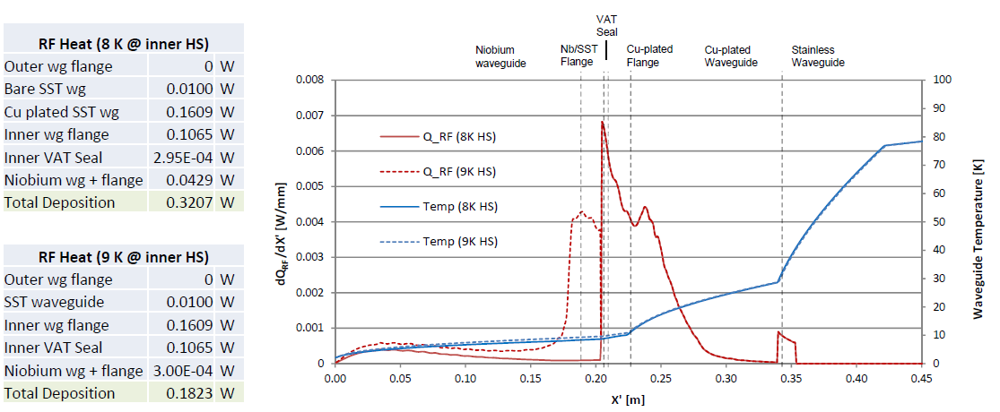 RF Heat (8 K @ inner HS)
Outer wg flange 0 W
Bare SST wg 0.0100 W
Cu plated SST wg 0.1609 W
Inner wg flange 0.1065 W
Inner VAT Seal 2.95E-04 W
Niobium wg + flange 0.0429 W
Total Deposition 0.3207 W
RF Heat (9 K @ inner HS)
Outer wg flange 0 W
SST waveguide 0.0100 W
Inner wg flange 0.1609 W
Inner VAT Seal 0.1065 W
Niobium wg + flange 3.00E-04 W
Total Deposition 0.1823 W
VAT
Seal
Niobium
waveguide
Nb/SST
Flange
Cu-plated
Flange
Cu-plated
Waveguide
Stainless
Waveguide
0.008
0.007
0.006
0.005
0.004
0.003
0.002
0.001
0
dQRF/dX' [W/mm]
Q_RF (8K HS)
Q_RF (9K HS)
Temp (8K HS)
Temp (9K HS)
100
90
80
70
60
50
40
30
20
10
0
Waveguide Temperature [K]
0.00 0.05 0.10 0.15 0.20 0.25 0.30 0.35 0.40 0.45
X' [m]